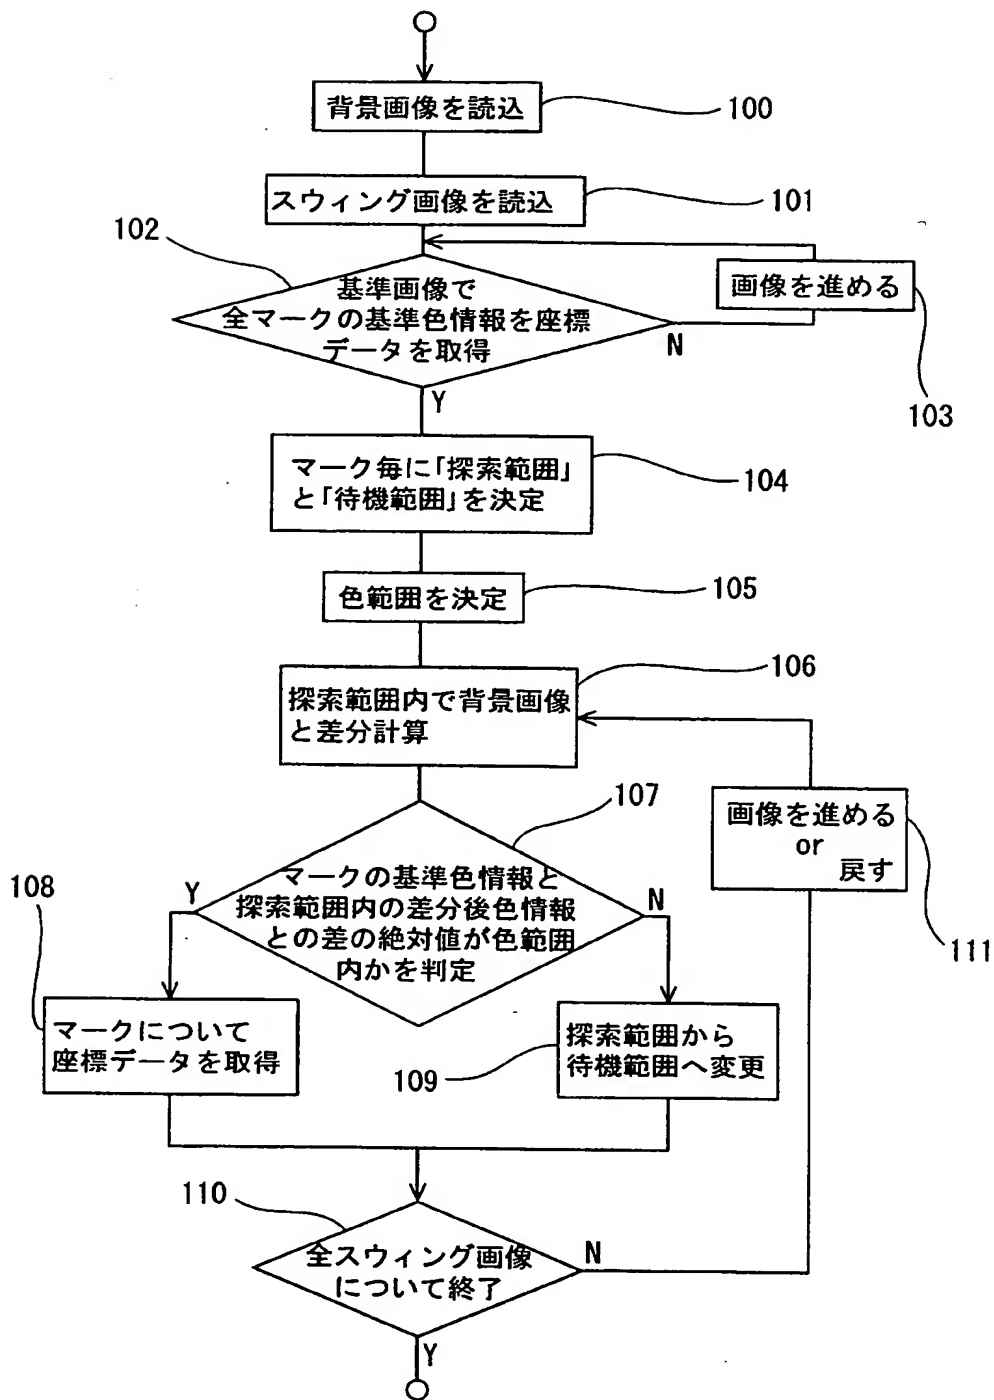 背景画像を読込
100
スウィング画像を読込
101
102
基準画像で
全マークの基準色情報を座標
データを取得
N
画像を進める
103
Y
マーク毎に「探索範囲」
と「待機範囲」を決定
104
色範囲を決定
105
探索範囲内で背景画像
と差分計算
106
107
マークの基準色情報と
探索範囲内の差分後色情報
との差の絶対値が色範囲
内かを判定
Y
N
画像を進める
or
戻す
111
108
マークについて
座標データを取得
109
探索範囲から
待機範囲へ変更
110
全スウィング画像
について終了
N
Y